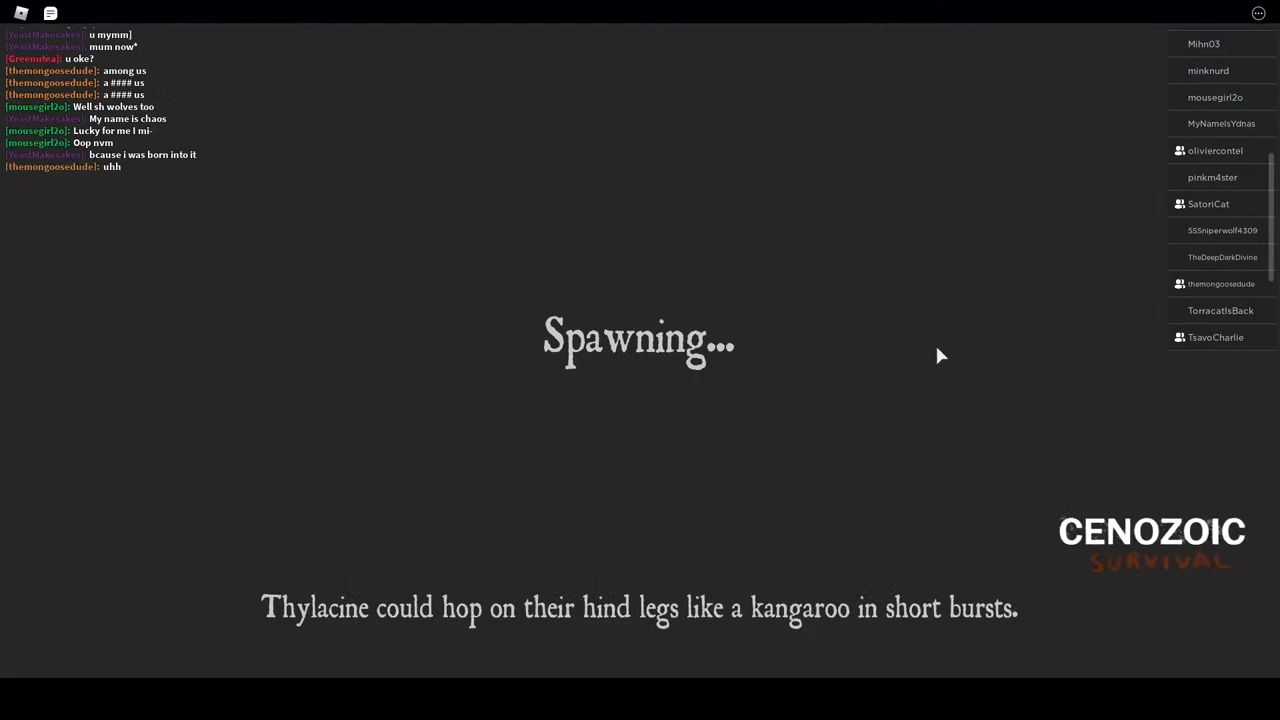 [YeastMakesakes]: u mymm]
[YeastMakesakes]: mum now*
[Greenutea]: u oke?
[themongoosedude]: among us
[themongoosedude]: a #### us
[themongoosedude]: a #### us
[mousegirl2o]: Well sh wolves too
[YeastMakesakes]: My name is chaos
[mousegirl2o]: Lucky for me I mi-
[mousegirl2o]: Oop nvm
[YeastMakesakes]: bcause i was born into it
[themongoosedude]: uhh
Mihn03
minknurd
mousegirl2o
MyNameIsYdnas
oliviercontel
pinkm4ster
SatoriCat
SSSniperwolf4309
TheDeepDarkDivine
themongoosedude
TorracatIsBack
TsavoCharlie
Spawning...
CENOZOIC
SURVIVAL
Thylacine could hop on their hind legs like a kangaroo in short bursts.